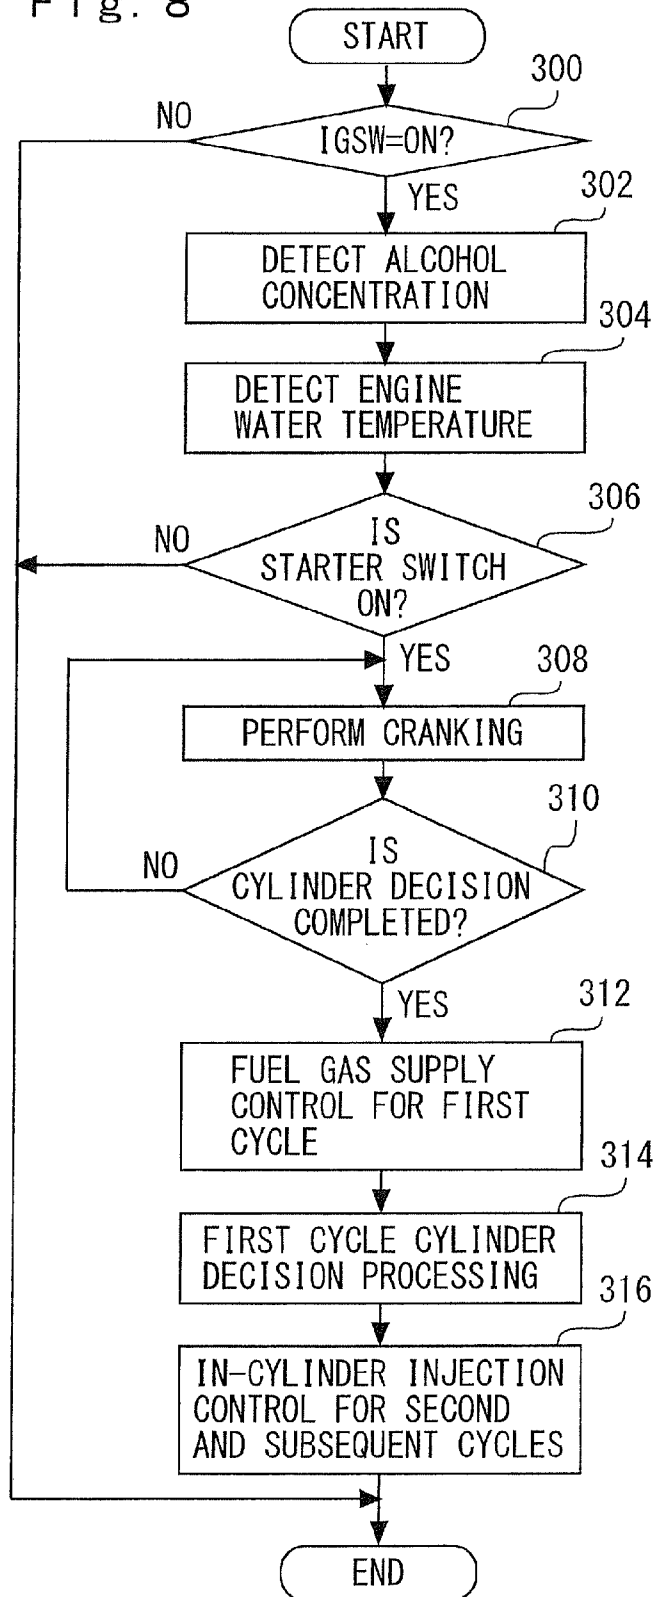 Fig. 8
START
300
NO
IGSW=ON?
YES
302
DETECT ALCOHOL
CONCENTRATION
304
DETECT ENGINE
WATER TEMPERATURE
306
NO
IS
STARTER SWITCH
ON?
YES
308
PERFORM CRANKING
310
NO
IS
CYLINDER DECISION
COMPLETED?
YES
312
FUEL GAS SUPPLY
CONTROL FOR FIRST
CYCLE
314
FIRST CYCLE CYLINDER
DECISION PROCESSING
316
IN-CYLINDER INJECTION
CONTROL FOR SECOND
AND SUBSEQUENT CYCLES
END